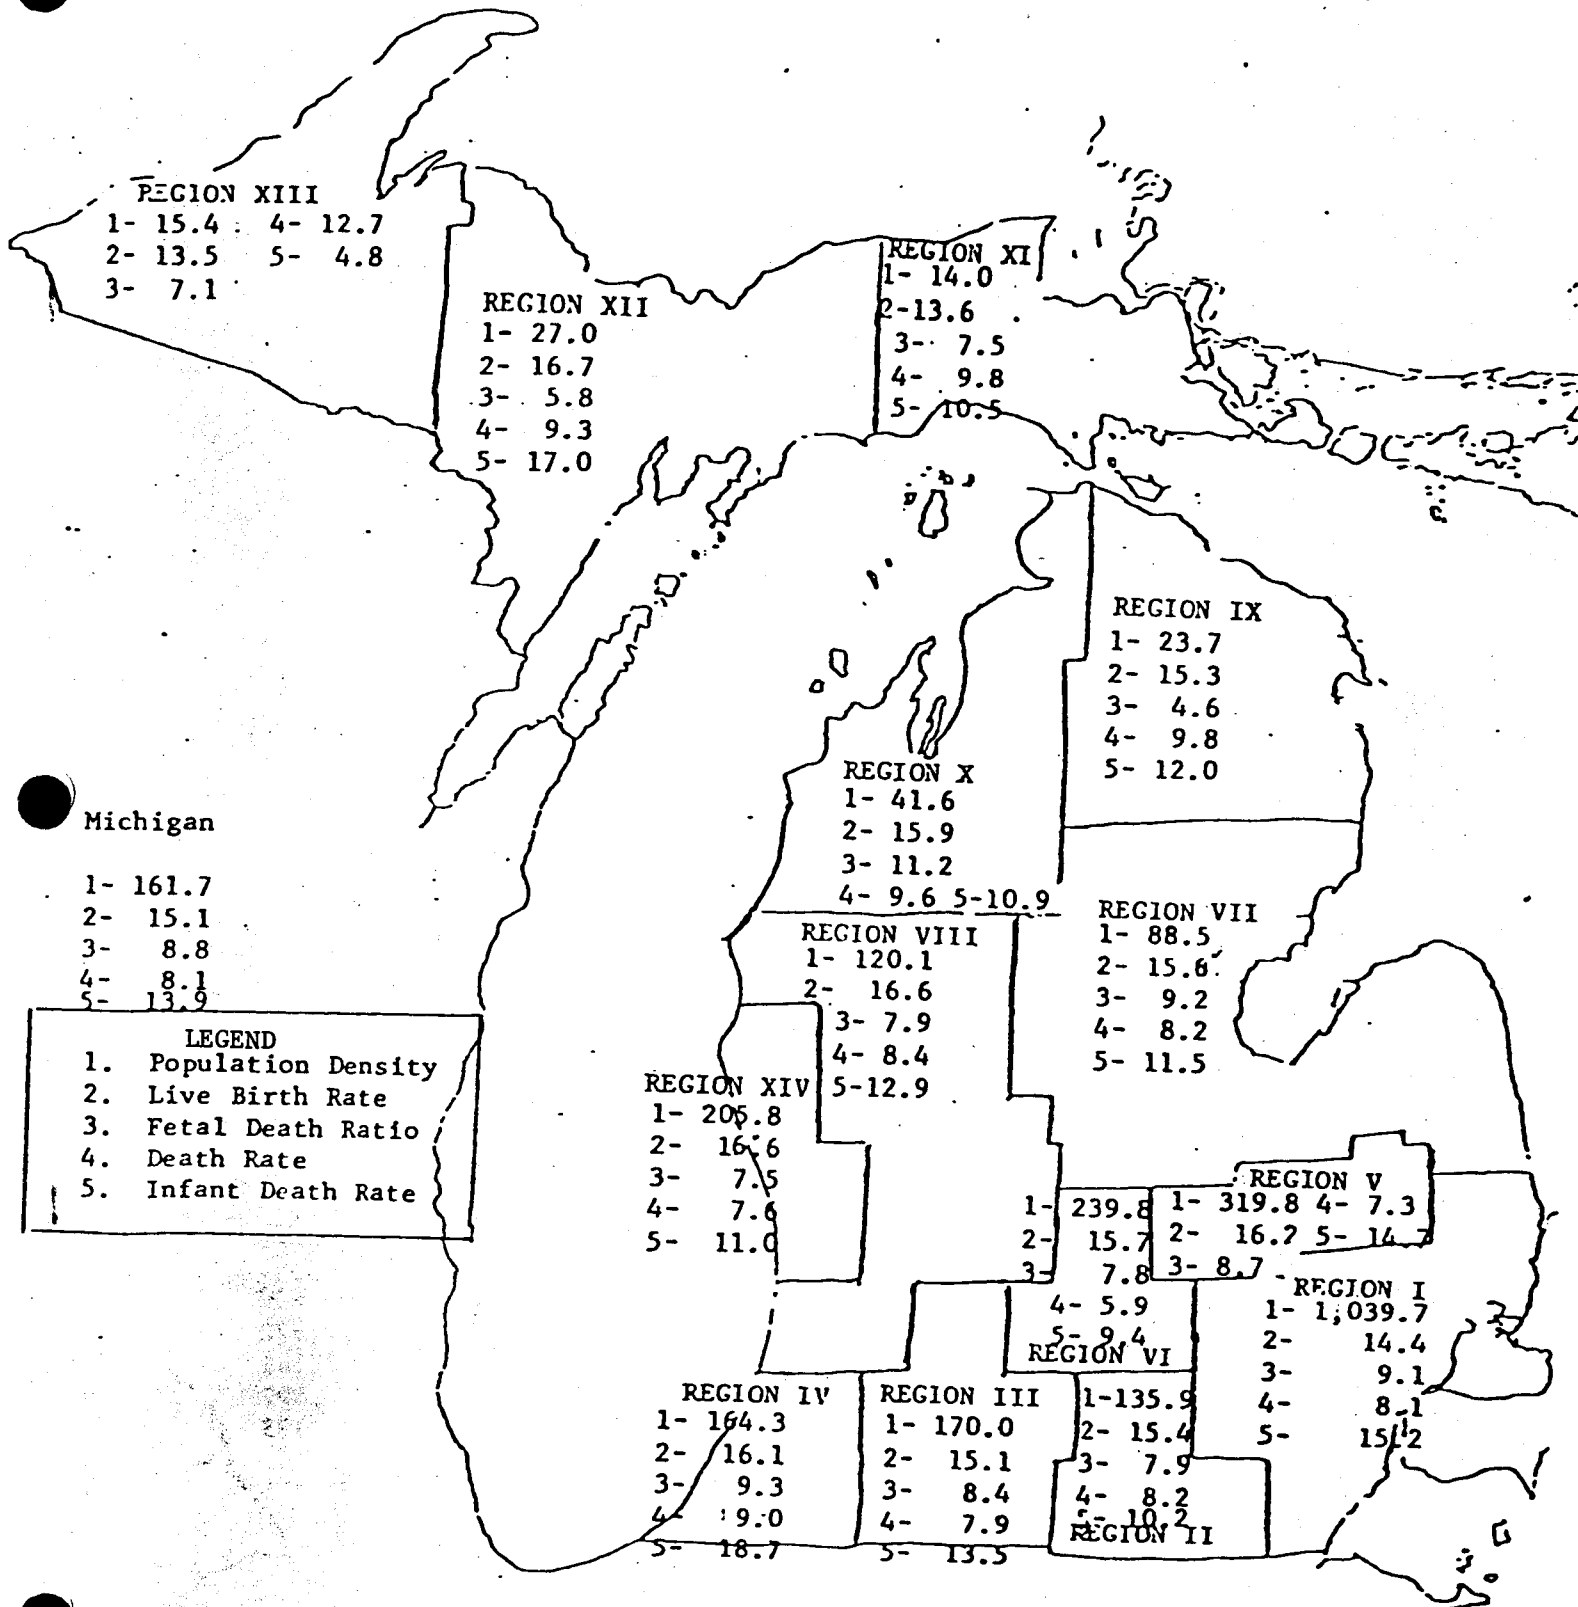 REGION XIII
1- 15.4 4- 12.7
2- 13.5 5- 4.8
3- 7.1
REGION XII
1- 27.0
2- 16.7
3- 5.8
4- 9.3
5- 17.0
REGION XI
1- 14.0
2-13.6
3- 7.5
4- 9.8
5- 10.5
REGION IX
1- 23.7
2- 15.3
3- 4.6
4- 9.8
5- 12.0
REGION X
1- 41.6
2- 15.9
3- 11.2
4- 9.6 5-10.9
Michigan
1- 161.7
2- 15.1
3- 8.8
4- 8.1
5- 13.9
LEGEND
1. Population Density
2. Live Birth Rate
3. Fetal Death Ratio
4. Death Rate
5. Infant Death Rate
REGION VIII
1- 120.1
2- 16.6
3- 7.9
4- 8.4
5-12.9
REGION VII
1- 88.5
2- 15.6
3- 9.2
4- 8.2
5- 11.5
REGION XIV
1- 205.8
2- 16.6
3- 7.5
4- 7.6
5- 11.0
1- 239.8
2- 15.7
3- 7.8
4- 5.9
5- 9.4
REGION VI
REGION V
1- 319.8 4- 7.3
2- 16.2 5- 14.7
3- 8.7
REGION I
1- 1,039.7
2- 14.4
3- 9.1
4- 8.1
5- 15.2
REGION IV
1- 164.3
2- 16.1
3- 9.3
4- 9.0
5- 18.7
REGION III
1- 170.0
2- 15.1
3- 8.4
4- 7.9
5- 13.5
1-135.9
2- 15.4
3- 7.9
4- 8.2
5- 10.2
REGION II